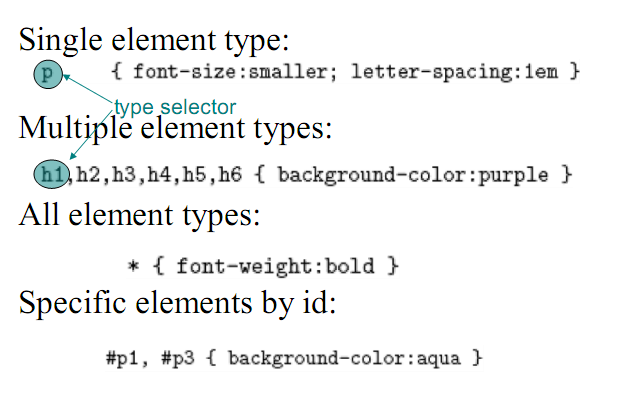 Single element type:
p { font-size:smaller; letter-spacing:1em }
type selector
Multiple element types:
h1,h2,h3,h4,h5,h6 { background-color:purple }
All element types:
* { font-weight:bold }
Specific elements by id:
#p1, #p3 { background-color:aqua }